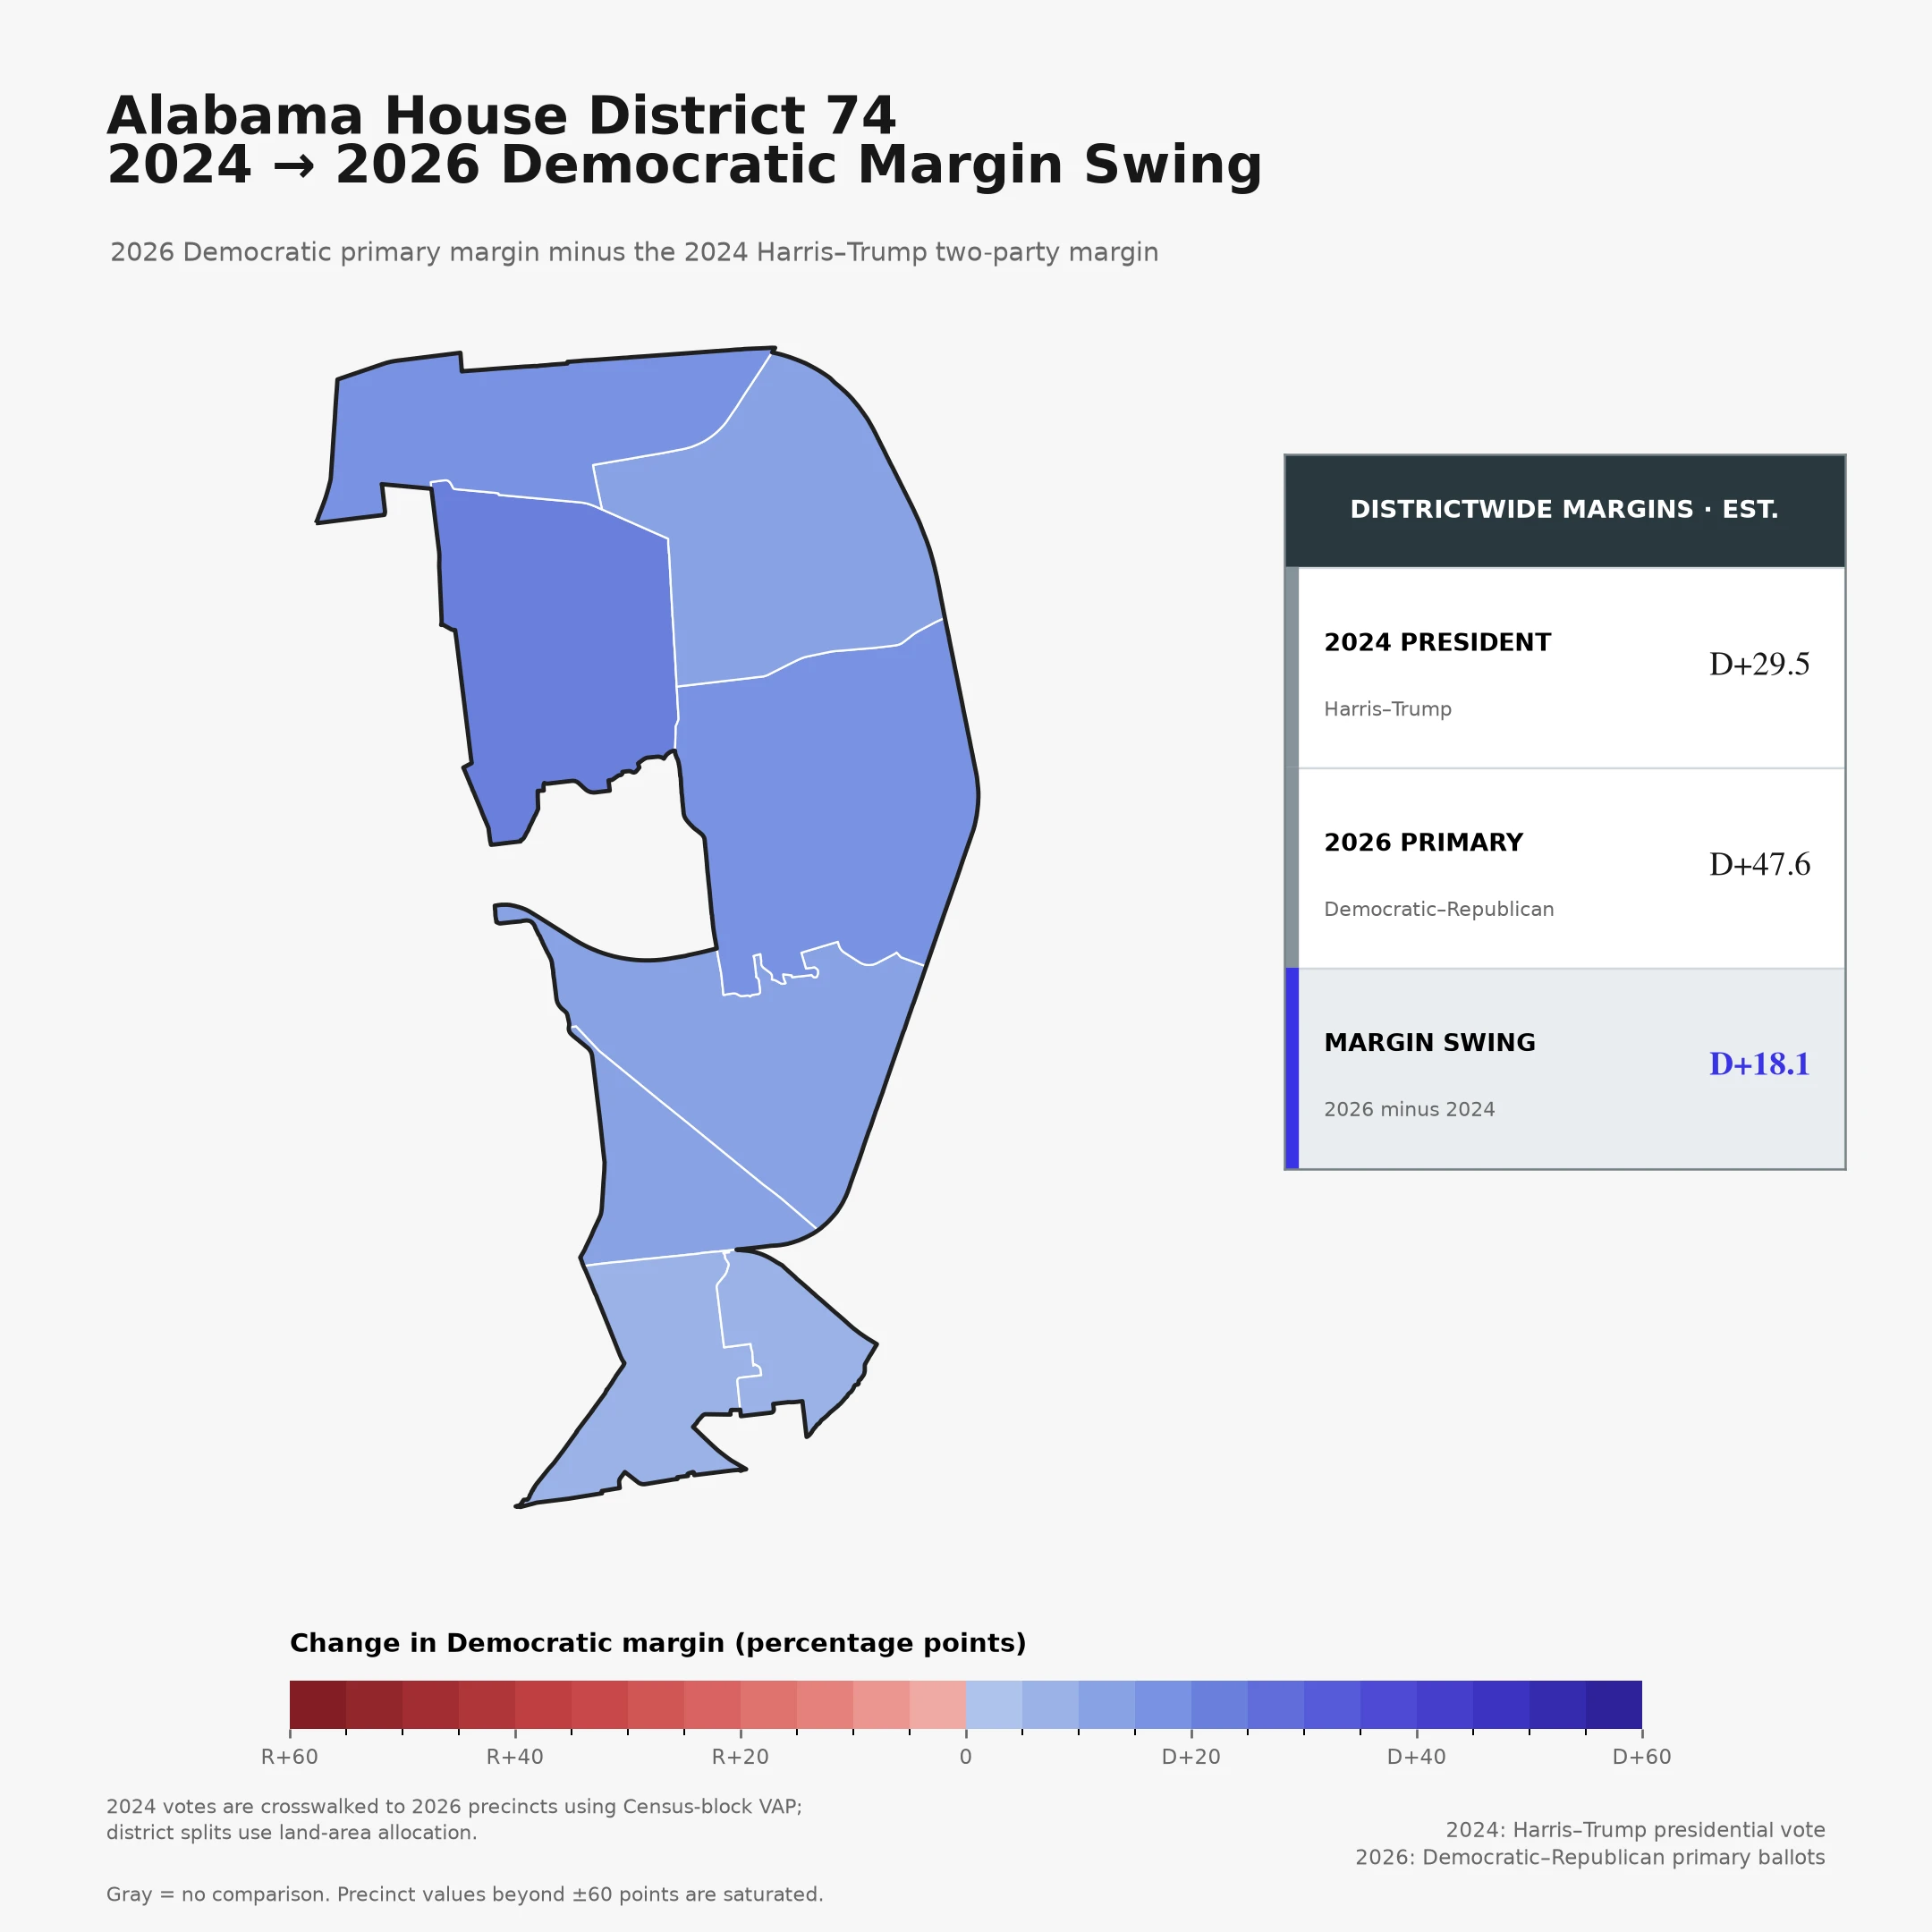 Alabama House District 74
2024 → 2026 Democratic Margin Swing
2026 Democratic primary margin minus the 2024 Harris–Trump two-party margin
DISTRICTWIDE MARGINS · EST.
2024 PRESIDENT
D+29.5
Harris–Trump
2026 PRIMARY
D+47.6
Democratic–Republican
MARGIN SWING
D+18.1
2026 minus 2024
Change in Democratic margin (percentage points)
R+60 R+40 R+20 0 D+20 D+40 D+60
2024 votes are crosswalked to 2026 precincts using Census-block VAP;
district splits use land-area allocation.
2024: Harris–Trump presidential vote
2026: Democratic–Republican primary ballots
Gray = no comparison. Precinct values beyond ±60 points are saturated.